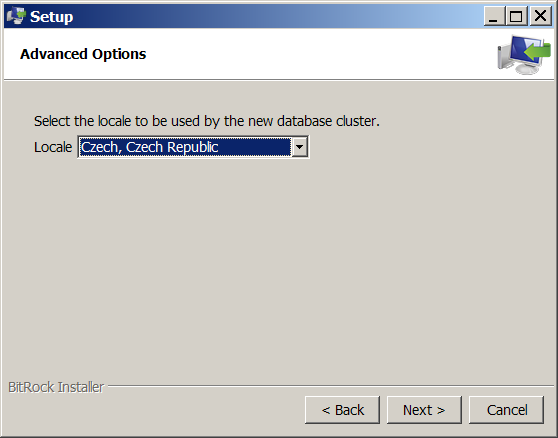 Setup
Advanced Options
Select the locale to be used by the new database cluster.
Locale Czech, Czech Republic
BitRock Installer
< Back Next > Cancel